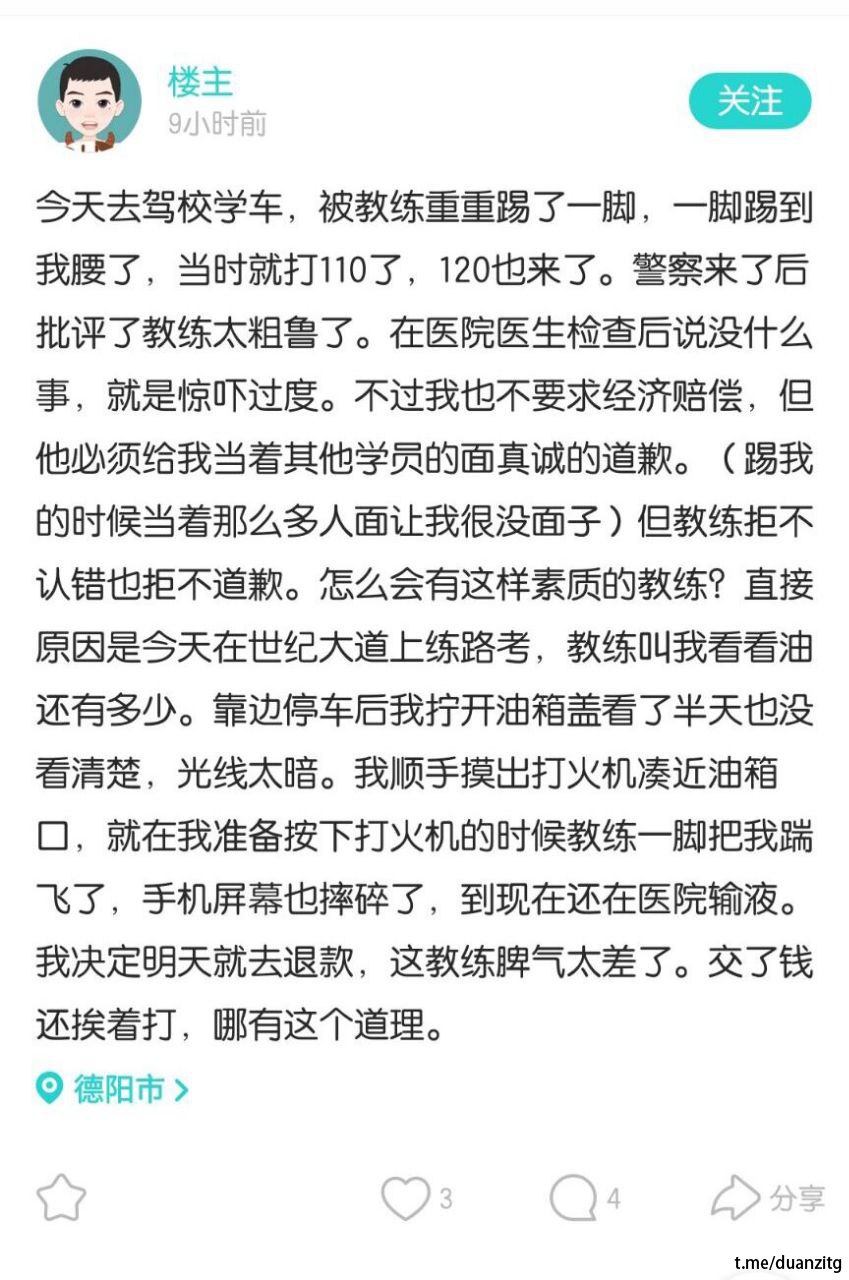 楼主
9小时前
关注
今天去驾校学车，被教练重重踢了一脚，一脚踢到
我腰了，当时就打110了，120也来了。警察来了后
批评了教练太粗鲁了。在医院医生检查后说没什么
事，就是惊吓过度。不过我也不要求经济赔偿，但
他必须给我当着其他学员的面真诚的道歉。（踢我
的时候当着那么多人面让我很没面子）但教练拒不
认错也拒不道歉。怎么会有这样素质的教练？直接
原因是今天在世纪大道上练路考，教练叫我看看油
还有多少。靠边停车后我拧开油箱盖看了半天也没
看清楚，光线太暗。我顺手摸出打火机凑近油箱
口，就在我准备按下打火机的时候教练一脚把我踹
飞了，手机屏幕也摔碎了，到现在还在医院输液。
我决定明天就去退款，这教练脾气太差了。交了钱
还挨着打，哪有这个道理。
德阳市
3
4
分享
t.me/duanzitg